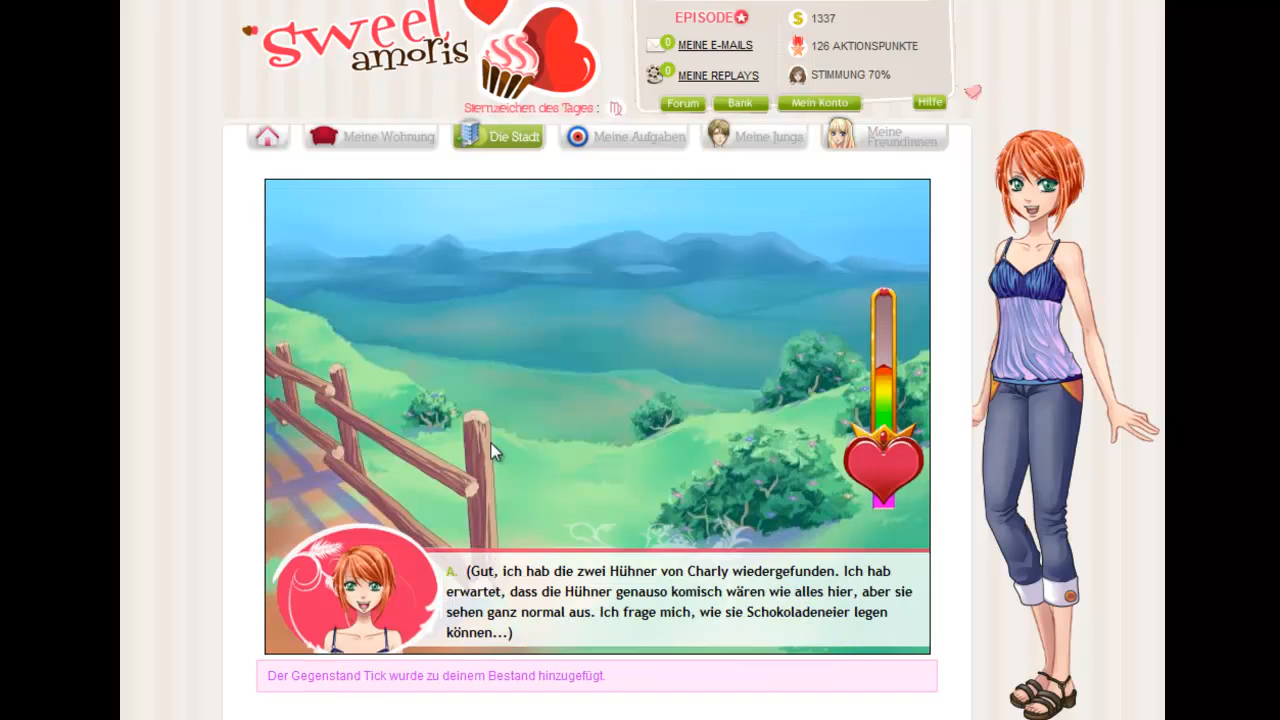 sweet
amoris
EPISODE
0 MEINE E-MAILS
0 MEINE REPLAYS
1337
126 AKTIONSPUNKTE
STIMMUNG 70%
Sternzeichen des Tages :
Forum
Bank
Mein Konto
Hilfe
Meine Wohnung
Die Stadt
Meine Aufgaben
Meine Jungs
Meine
Freundinnen
A. (Gut, ich hab die zwei Hühner von Charly wiedergefunden. Ich hab
erwartet, dass die Hühner genauso komisch wären wie alles hier, aber sie
sehen ganz normal aus. Ich frage mich, wie sie Schokoladeneier legen
können...)
Der Gegenstand Tick wurde zu deinem Bestand hinzugefügt.